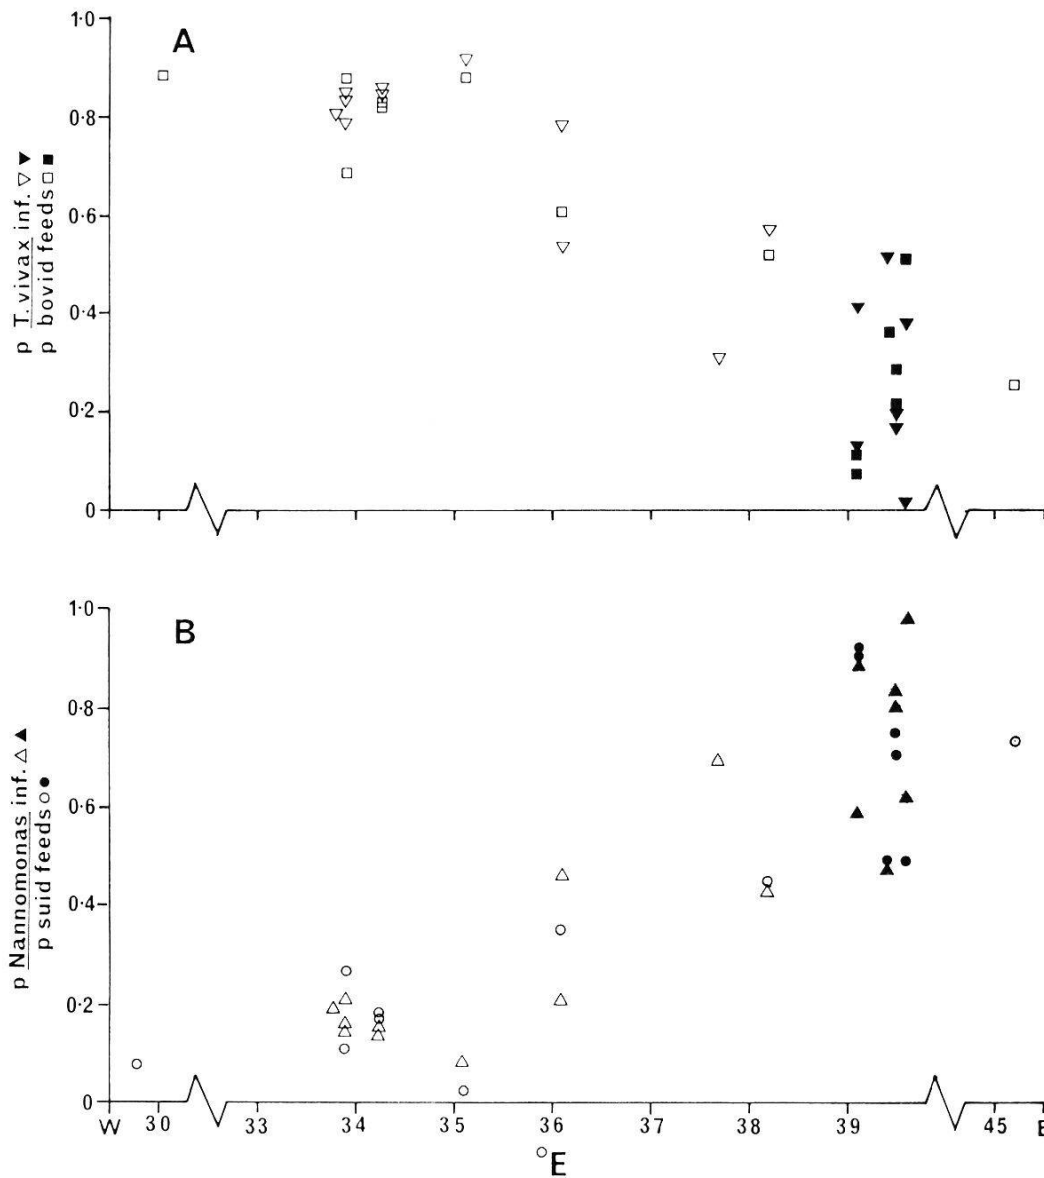 A
1·0
0·8
0·6
0·4
0·2
0
p T.vivax inf. ▽ ▼
p bovid feeds □ ■
B
1·0
0·8
0·6
0·4
0·2
0
p Nannomonas inf. △ ▲
p suid feeds ○ ●
W 30 33 34 35 36 37 38 39 45 E
°E